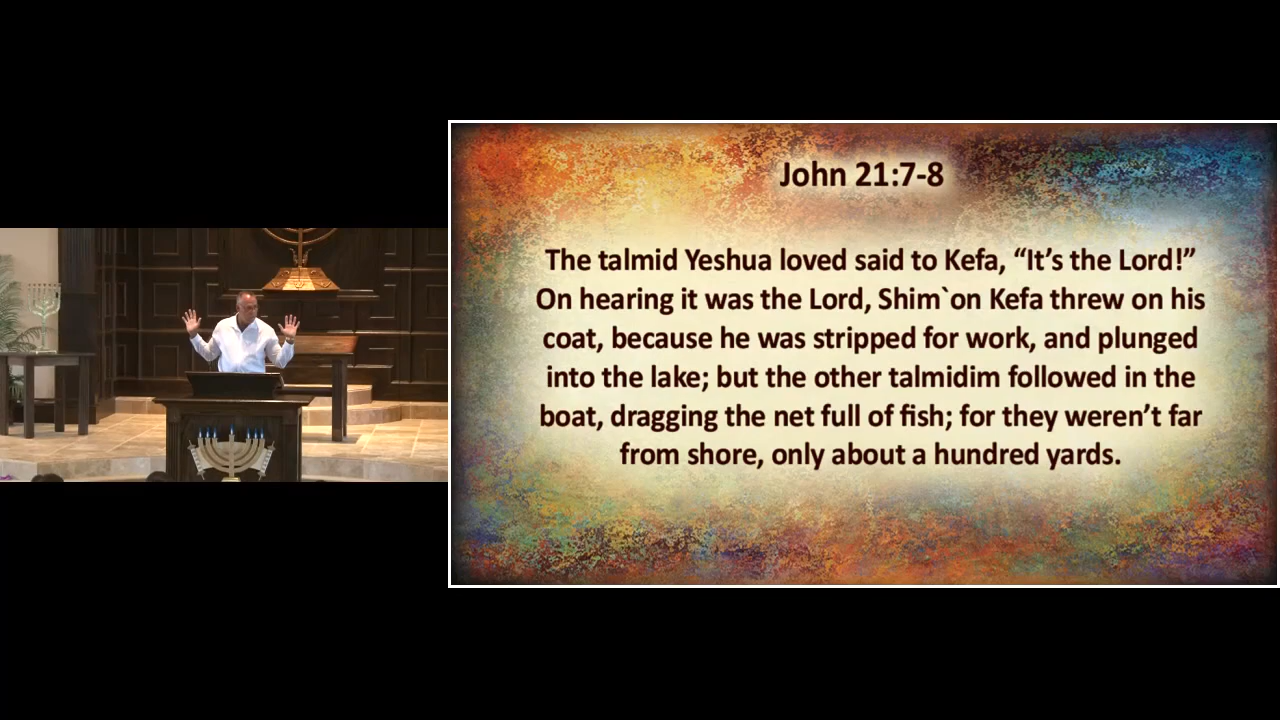 John 21:7-8
The talmid Yeshua loved said to Kefa, “It’s the Lord!”
On hearing it was the Lord, Shim`on Kefa threw on his
coat, because he was stripped for work, and plunged
into the lake; but the other talmidim followed in the
boat, dragging the net full of fish; for they weren’t far
from shore, only about a hundred yards.